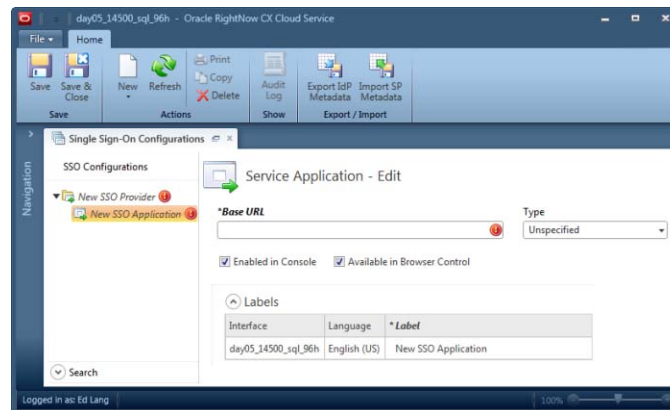 day05_14500_sql_96h - Oracle RightNow CX Cloud Service
File Home
Save
Save & Close
New
Refresh
Print
Copy
Delete
Audit Log
Export IdP Metadata
Import SP Metadata
Save Actions Show Export / Import
Navigation
Single Sign-On Configurations
SSO Configurations
New SSO Provider
New SSO Application
Search
Service Application - Edit
*Base URL Type
Unspecified
Enabled in Console Available in Browser Control
Labels
Interface Language * Label
day05_14500_sql_96h English (US) New SSO Application
Logged in as: Ed Lang 100%